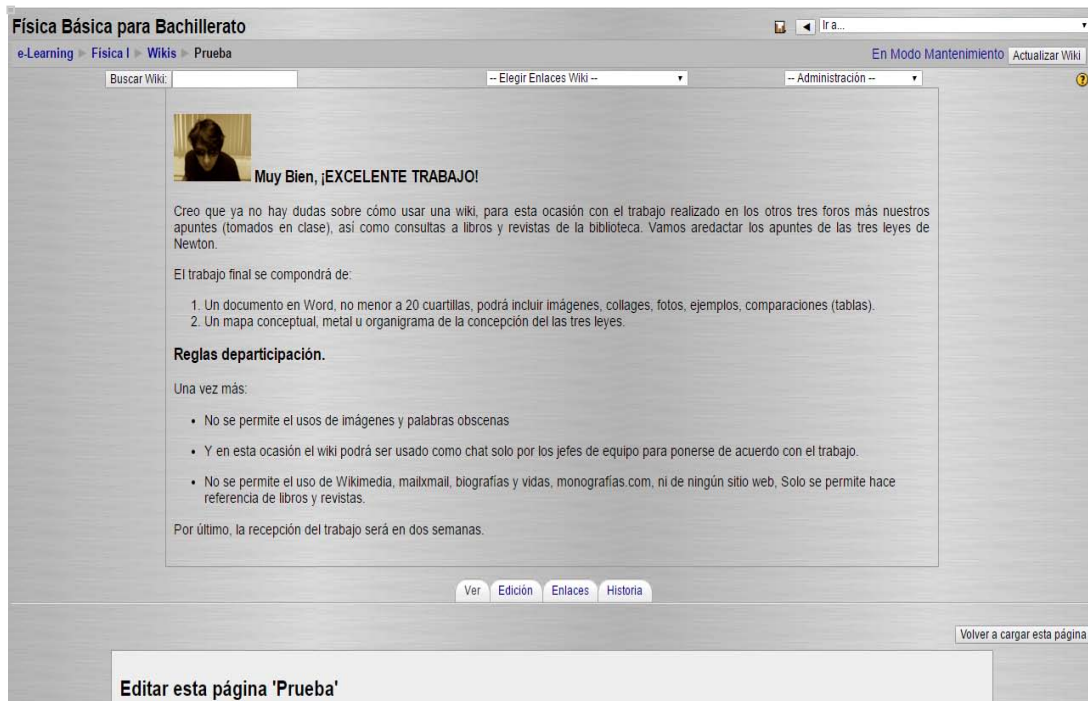 Física Básica para Bachillerato
Ir a...
e-Learning Física I Wikis Prueba
En Modo Mantenimiento Actualizar Wiki
Buscar Wiki:
-- Elegir Enlaces Wiki --
-- Administración --
Muy Bien, ¡EXCELENTE TRABAJO!
Creo que ya no hay dudas sobre cómo usar una wiki, para esta ocasión con el trabajo realizado en los otros tres foros más nuestros
apuntes (tomados en clase), así como consultas a libros y revistas de la biblioteca. Vamos aredactar los apuntes de las tres leyes de
Newton.
El trabajo final se compondrá de:
1. Un documento en Word, no menor a 20 cuartillas, podrá incluir imágenes, collages, fotos, ejemplos, comparaciones (tablas).
2. Un mapa conceptual, metal u organigrama de la concepción del las tres leyes.
Reglas departicipación.
Una vez más:
• No se permite el usos de imágenes y palabras obscenas
• Y en esta ocasión el wiki podrá ser usado como chat solo por los jefes de equipo para ponerse de acuerdo con el trabajo.
• No se permite el uso de Wikimedia, mailxmail, biografías y vidas, monografías.com, ni de ningún sitio web, Solo se permite hace
referencia de libros y revistas.
Por último, la recepción del trabajo será en dos semanas.
Ver Edición Enlaces Historia
Volver a cargar esta página
Editar esta página 'Prueba'